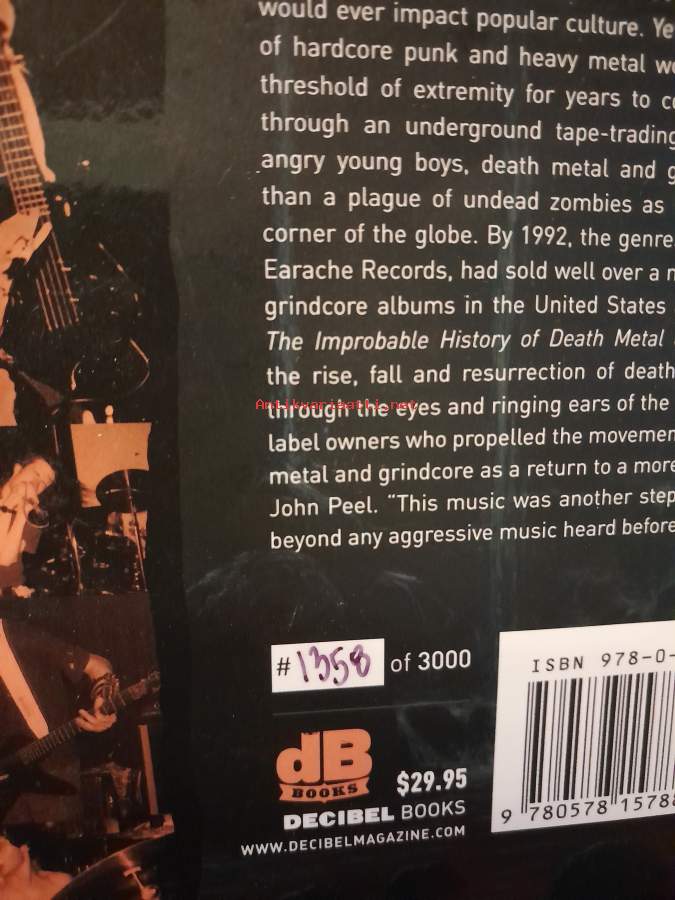 would ever impact popular culture. Ye
of hardcore punk and heavy metal w
threshold of extremity for years to c
through an underground tape-trading
angry young boys, death metal and g
than a plague of undead zombies as
corner of the globe. By 1992, the genre
Earache Records, had sold well over a
grindcore albums in the United States
The Improbable History of Death Metal
the rise, fall and resurrection of death
Antikvariaatti.net
through the eyes and ringing ears of the
label owners who propelled the movemen
metal and grindcore as a return to a more
John Peel. “This music was another step
beyond any aggressive music heard before
#1358 of 3000
ISBN 978-0-
dB
BOOKS
$29.95
DECIBEL BOOKS
WWW.DECIBELMAGAZINE.COM
9 780578 15788